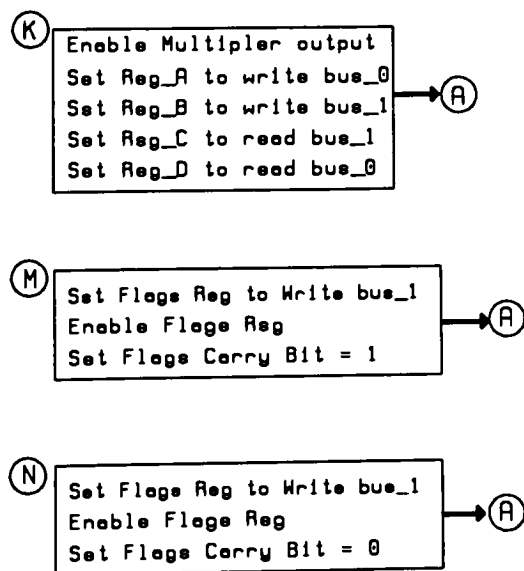 K
Enable Multipler output
Set Reg_A to write bus_0
Set Reg_B to write bus_1
Set Reg_C to read bus_1
Set Reg_D to read bus_0
A
M
Set Flags Reg to Write bus_1
Enable Flage Reg
Set Flags Carry Bit = 1
A
N
Set Flags Reg to Write bus_1
Enable Flage Reg
Set Flags Carry Bit = 0
A